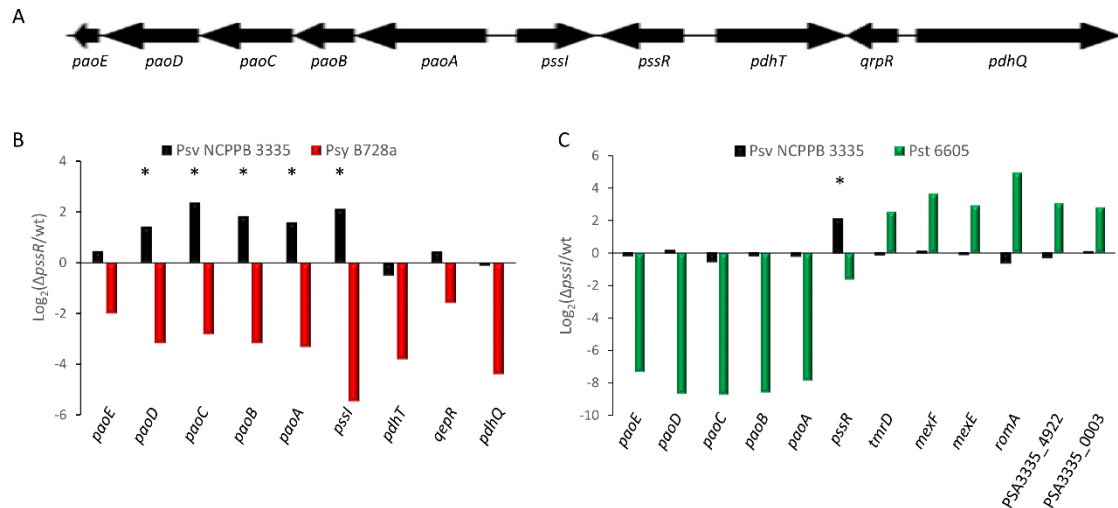 A
paoE paoD paoC paoB paoA pssI pssR pdhT qrpR pdhQ
B
Psv NCPPB 3335 Psy B728a
Log2(ΔpssR/wt)
4
2
0
-2
-4
-6
* * * * *
paoE paoD paoC paoB paoA pssI pdhT qepR pdhQ
C
Psv NCPPB 3335 Pst 6605
Log2(ΔpssI/wt)
6
4
2
0
-2
-4
-6
-8
-10
*
paoE paoD paoC paoB paoA pssR tmrD mexF mexE romA PSA3335_4922 PSA3335_0003